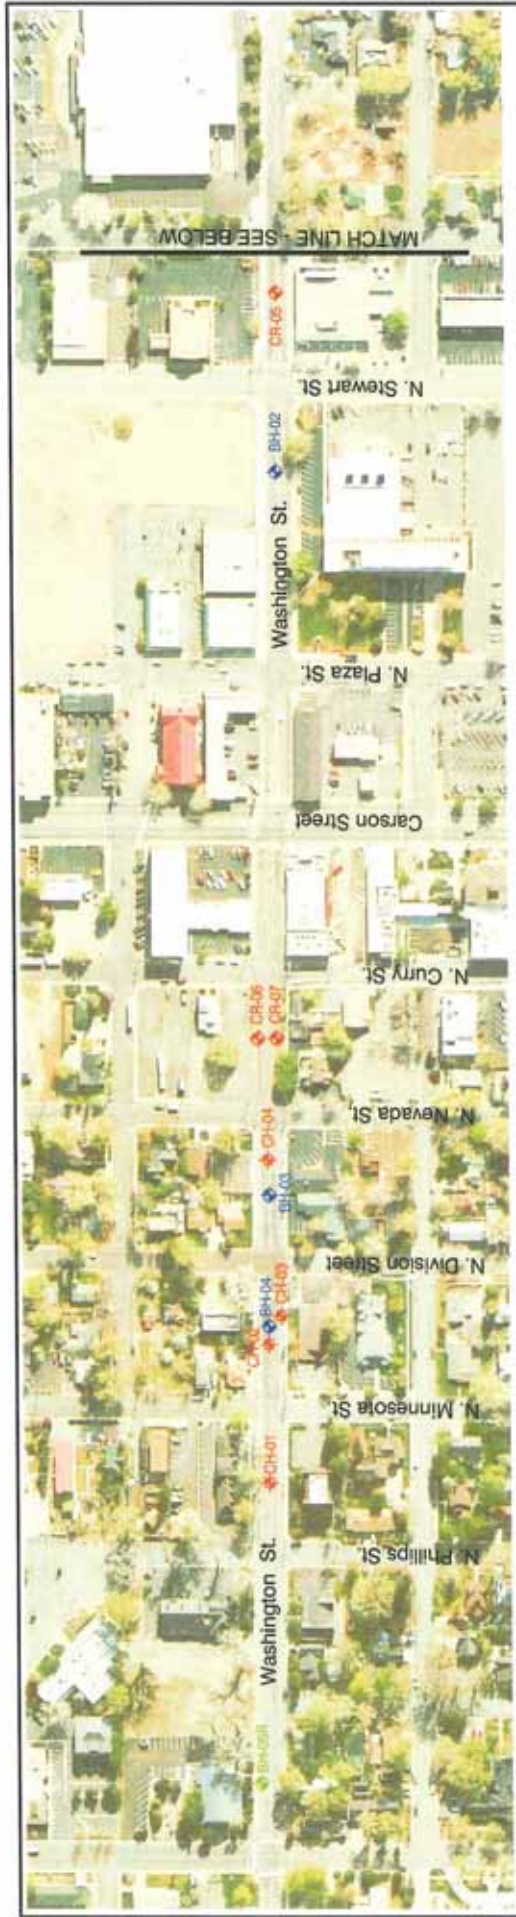 MATCH LINE - SEE BELOW
CR-05
N. Stewart St.
BH-02
Washington St.
N. Plaza St.
Carson Street
N. Curry St.
CR-06
CR-07
N. Nevada St.
CH-04
BH-03
N. Division Street
CH-03
BH-04
CH-02
N. Minnesota St.
CH-01
N. Phillips St.
Washington St.